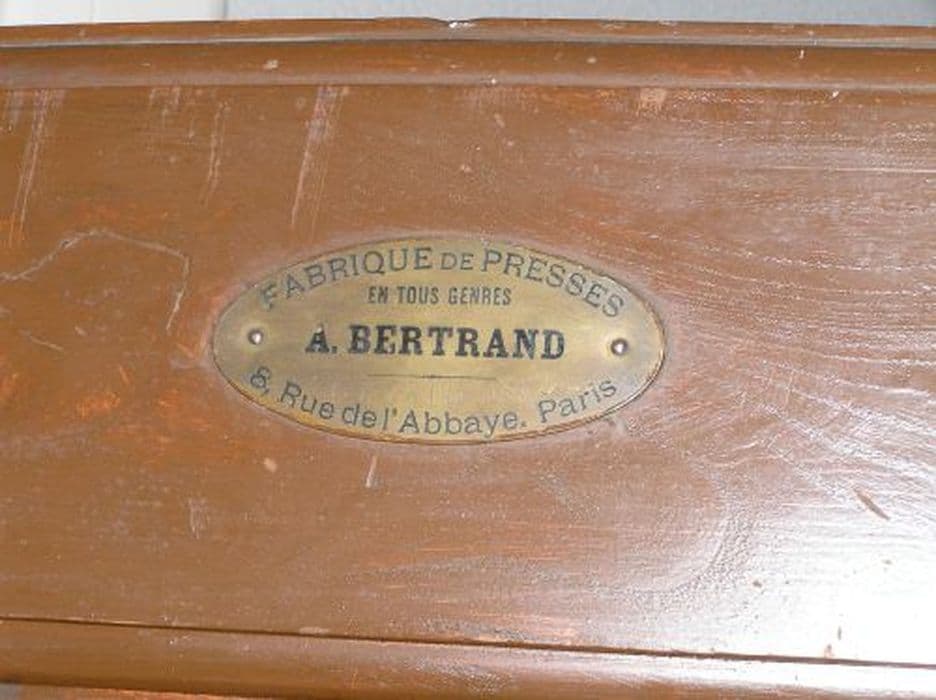 FABRIQUE DE PRESSES
EN TOUS GENRES
A. BERTRAND
8, Rue de l'Abbaye. Paris